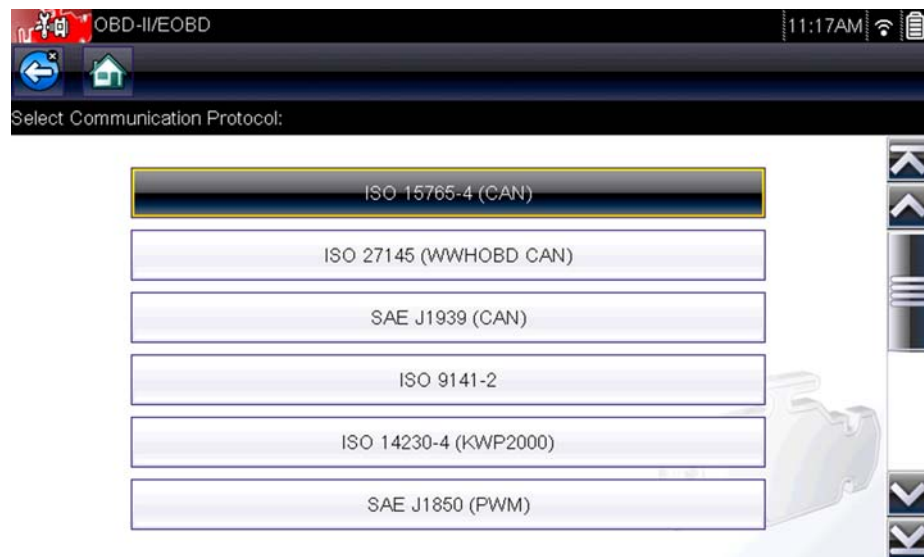 OBD-II/EOBD
11:17AM
Select Communication Protocol:
ISO 15765-4 (CAN)
ISO 27145 (WWHOBD CAN)
SAE J1939 (CAN)
ISO 9141-2
ISO 14230-4 (KWP2000)
SAE J1850 (PWM)